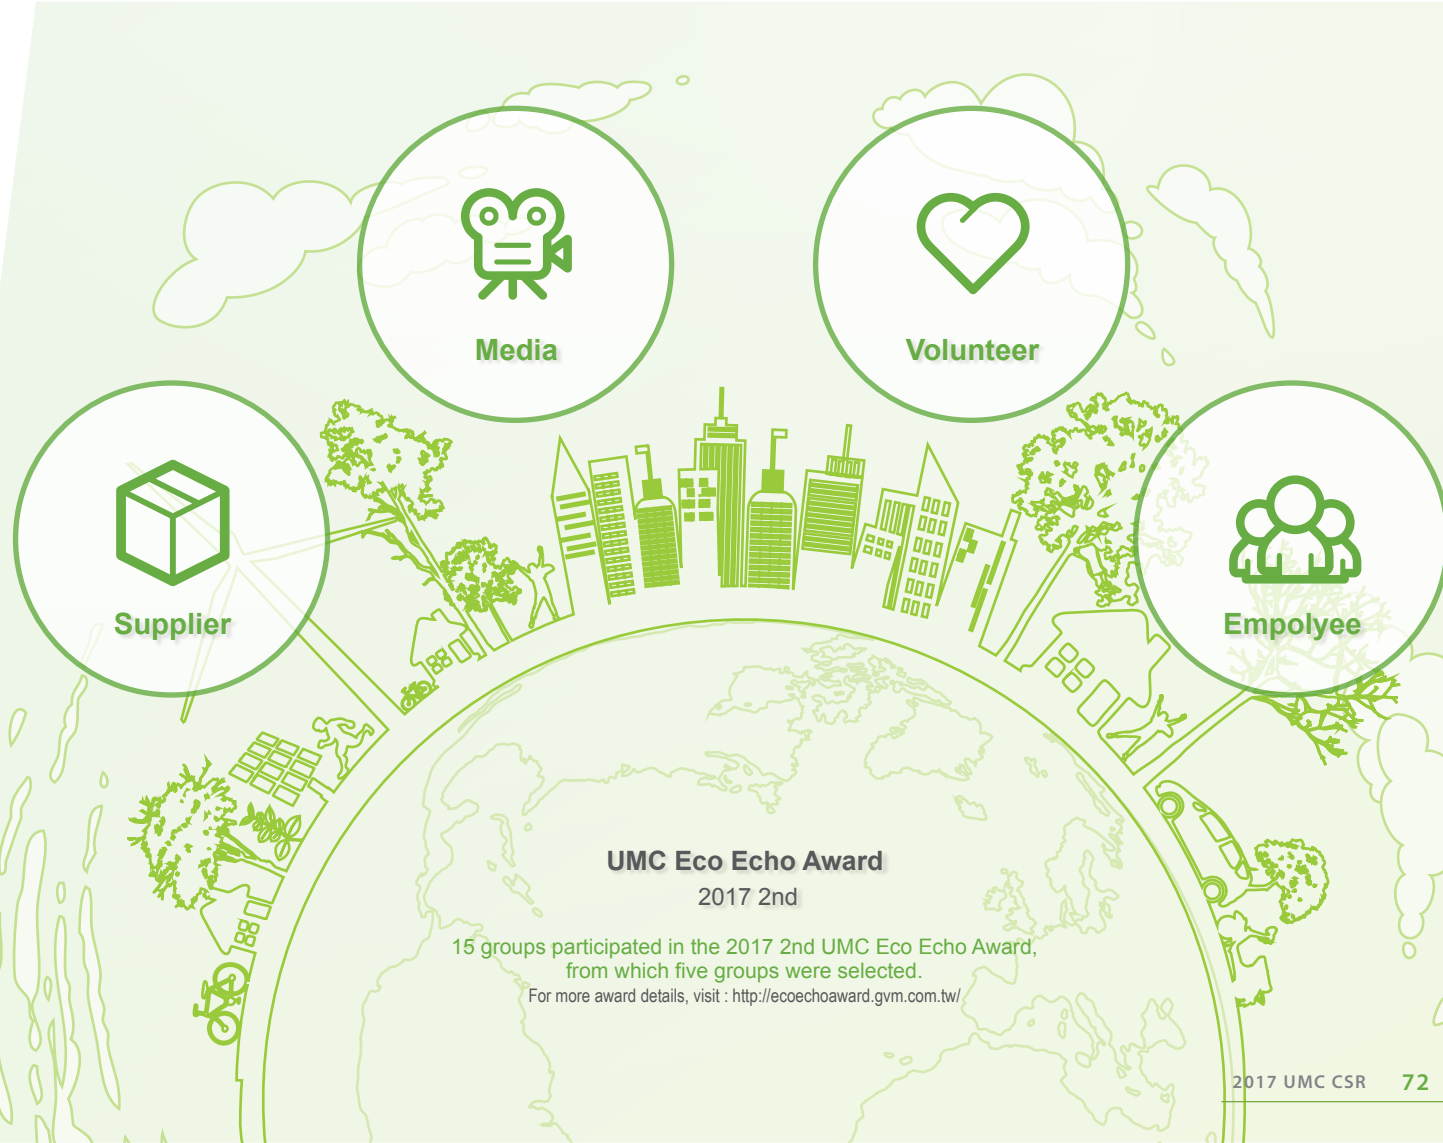 Media
Volunteer
Supplier
Empolyee
UMC Eco Echo Award
2017 2nd
15 groups participated in the 2017 2nd UMC Eco Echo Award,
from which five groups were selected.
For more award details, visit : http://ecoechoaward.gvm.com.tw/
2017 UMC CSR 72